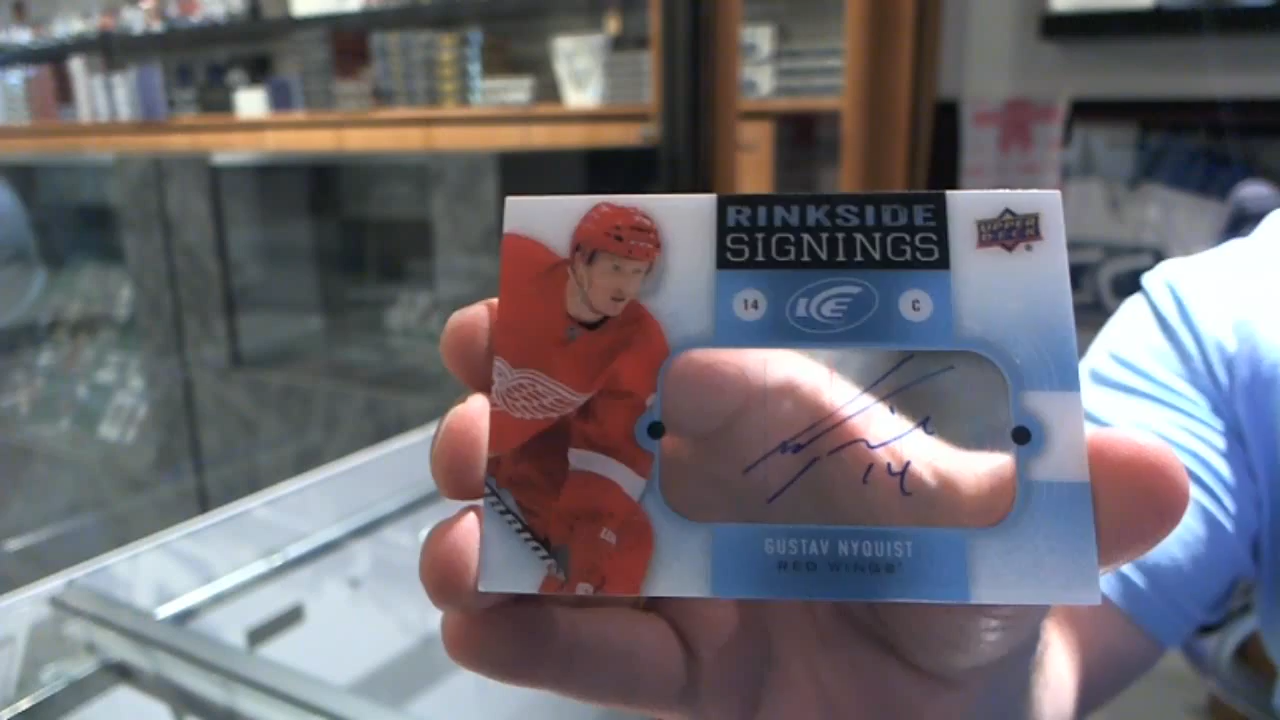 RINKSIDE
SIGNINGS
UPPER
DECK
14
ICE
C
14
GUSTAV NYQUIST
RED WINGS